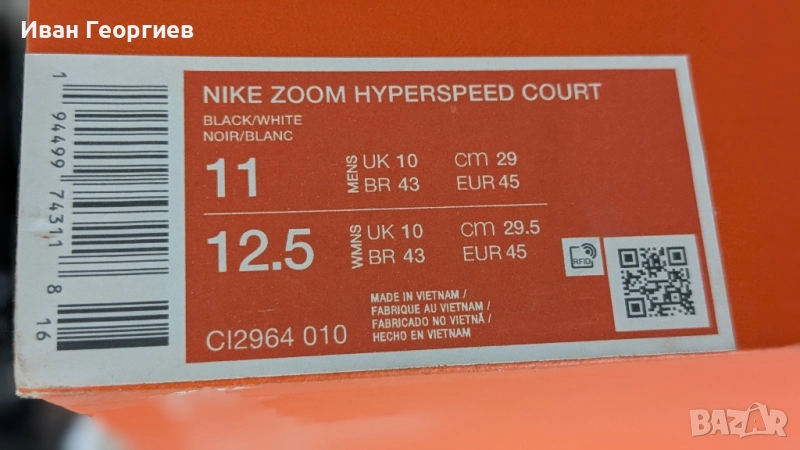 Иван Георгиев
1 94499 74311 8 16
NIKE ZOOM HYPERSPEED COURT
BLACK/WHITE
NOIR/BLANC
11 MENS UK 10 cm 29
BR 43 EUR 45
12.5 WMNS UK 10 cm 29.5
BR 43 EUR 45
RFID
MADE IN VIETNAM /
FABRIQUE AU VIETNAM /
FABRICADO NO VIETNÃ /
HECHO EN VIETNAM
CI2964 010
BAZAR